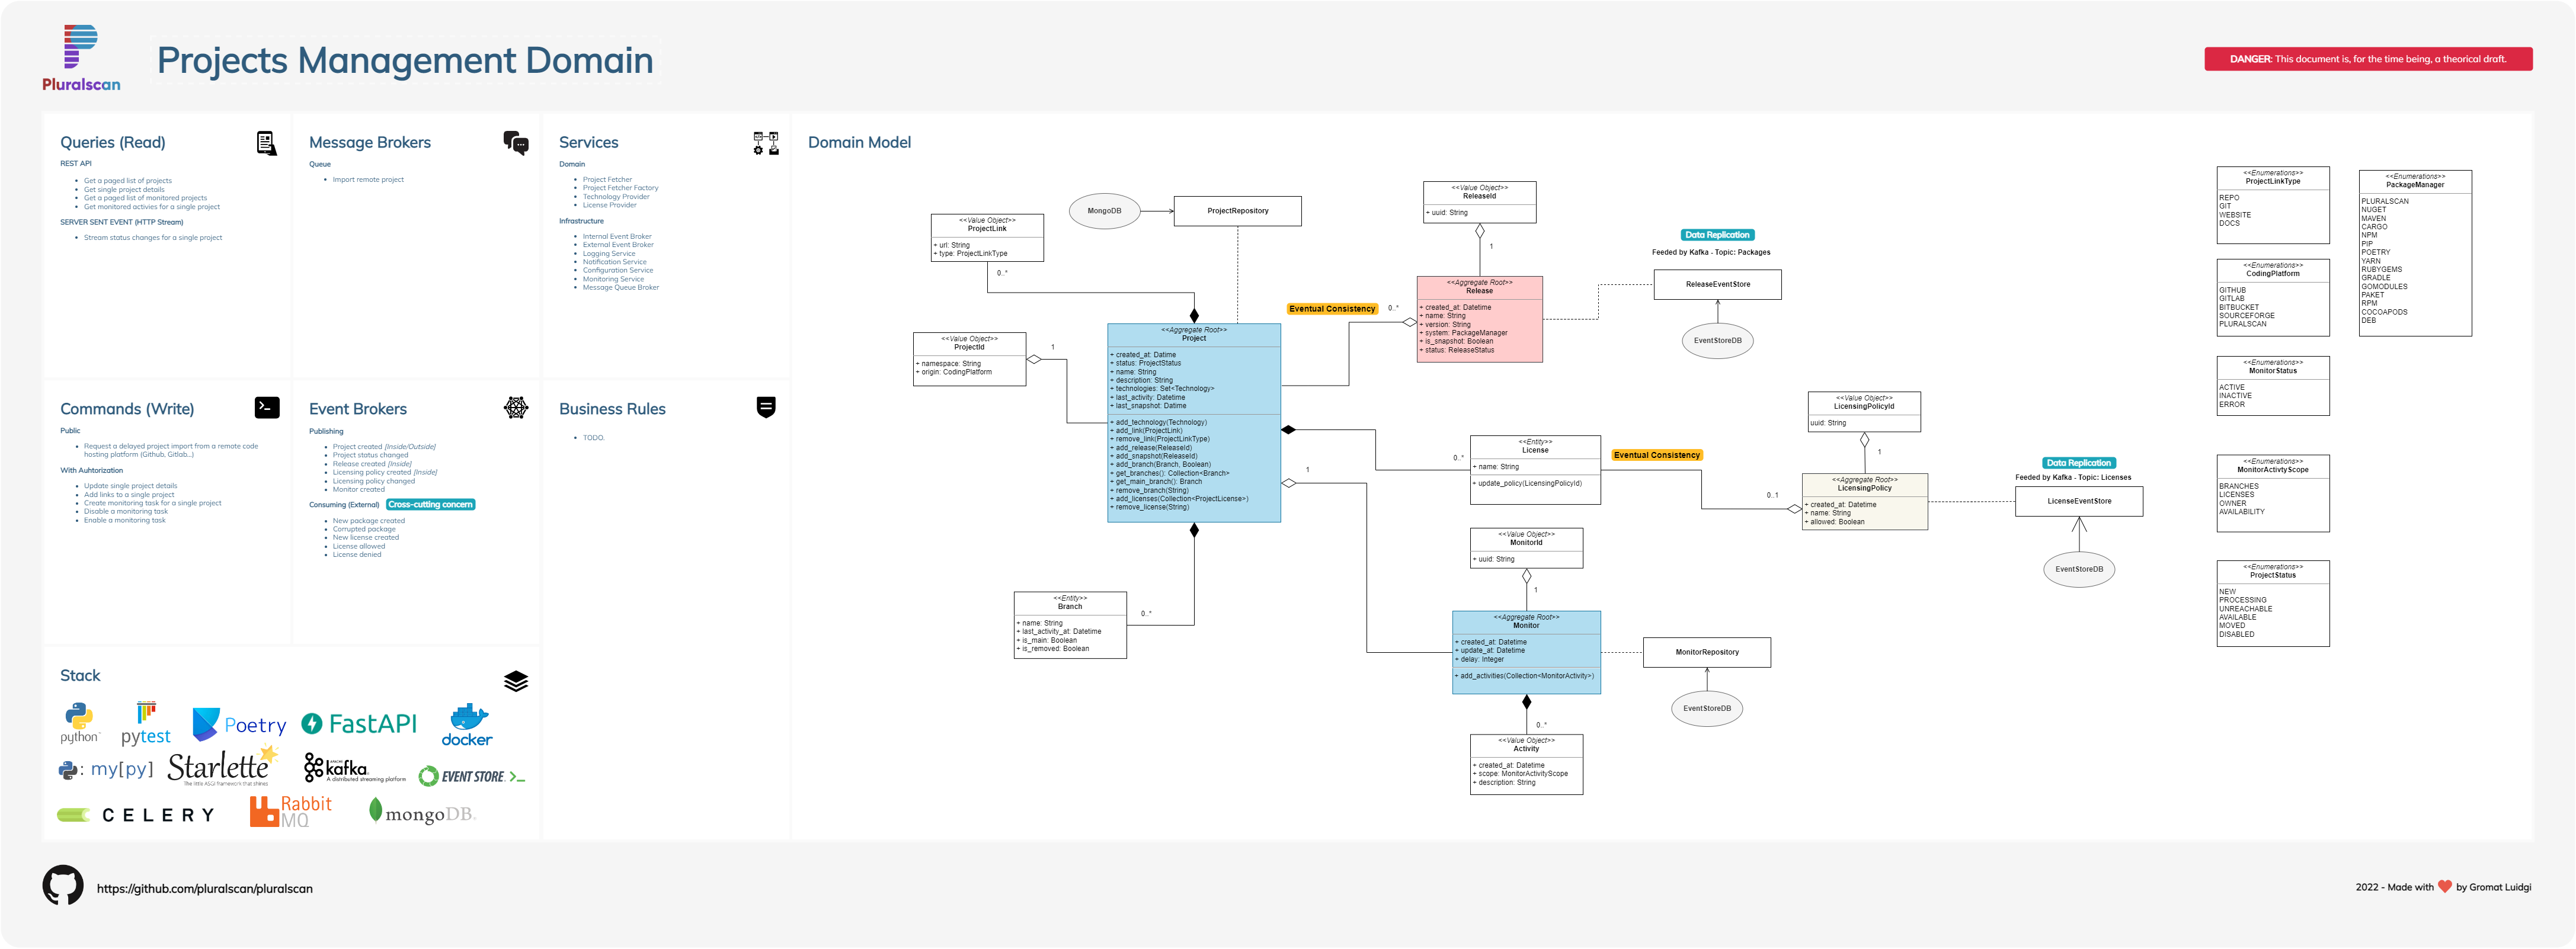 Pluralscan
Projects Management Domain
DANGER: This document is, for the time being, a theorical draft.
Queries (Read)
REST API
Get a paged list of projects
Get single project details
Get a paged list of monitored projects
Get monitored activies for a single project
SERVER SENT EVENT (HTTP Stream)
Stream status changes for a single project
Message Brokers
Queue
Import remote project
Services
Domain
Project Fetcher
Project Fetcher Factory
Technology Provider
License Provider
Infrastructure
Internal Event Broker
External Event Broker
Logging Service
Notification Service
Configuration Service
Monitoring Service
Message Queue Broker
Commands (Write)
Public
Request a delayed project import from a remote code
hosting platform (Github, Gitlab...)
With Auhtorization
Update single project details
Add links to a single project
Create monitoring task for a single project
Disable a monitoring task
Enable a monitoring task
Event Brokers
Publishing
Project created [Inside/Outside]
Project status changed
Release created [Inside]
Licensing policy created [Inside]
Licensing policy changed
Monitor created
Consuming (External) Cross-cutting concern
New package created
Corrupted package
New license created
License allowed
License denied
Business Rules
TODO.
Stack
python
pytest
Poetry
FastAPI
docker
: my[py]
Starlette
The little ASGI framework that shines
APACHE
kafka
A distributed streaming platform
EVENT STORE
CELERY
Rabbit
MQ
mongoDB
Domain Model
MongoDB
ProjectRepository
<<Value Object>>
ProjectLink
+ url: String
+ type: ProjectLinkType
0..*
<<Value Object>>
ProjectId
+ namespace: String
+ origin: CodingPlatform
1
<<Aggregate Root>>
Project
+ created_at: Datime
+ status: ProjectStatus
+ name: String
+ description: String
+ technologies: Set<Technology>
+ last_activity: Datetime
+ last_snapshot: Datime
+ add_technology(Technology)
+ add_link(ProjectLink)
+ remove_link(ProjectLinkType)
+ add_release(ReleaseId)
+ add_snapshot(ReleaseId)
+ add_branch(Branch, Boolean)
+ get_branches(): Collection<Branch>
+ get_main_branch(): Branch
+ remove_branch(String)
+ add_licenses(Collection<ProjectLicense>)
+ remove_license(String)
<<Entity>>
Branch
+ name: String
+ last_activity_at: Datetime
+ is_main: Boolean
+ is_removed: Boolean
0..*
<<Value Object>>
ReleaseId
+ uuid: String
1
Eventual Consistency
0..*
<<Aggregate Root>>
Release
+ created_at: Datetime
+ name: String
+ version: String
+ system: PackageManager
+ is_snapshot: Boolean
+ status: ReleaseStatus
Data Replication
Feeded by Kafka - Topic: Packages
ReleaseEventStore
EventStoreDB
0..*
<<Entity>>
License
+ name: String
+ update_policy(LicensingPolicyId)
Eventual Consistency
0..1
<<Value Object>>
LicensingPolicyId
uuid: String
1
<<Aggregate Root>>
LicensingPolicy
+ created_at: Datetime
+ name: String
+ allowed: Boolean
Data Replication
Feeded by Kafka - Topic: Licenses
LicenseEventStore
EventStoreDB
1
<<Value Object>>
MonitorId
+ uuid: String
1
<<Aggregate Root>>
Monitor
+ created_at: Datetime
+ update_at: Datetime
+ delay: Integer
+ add_activities(Collection<MonitorActivity>)
MonitorRepository
EventStoreDB
0..*
<<Value Object>>
Activity
+ created_at: Datetime
+ scope: MonitorActivityScope
+ description: String
<<Enumerations>>
ProjectLinkType
REPO
GIT
WEBSITE
DOCS
<<Enumerations>>
CodingPlatform
GITHUB
GITLAB
BITBUCKET
SOURCEFORGE
PLURALSCAN
<<Enumerations>>
MonitorStatus
ACTIVE
INACTIVE
ERROR
<<Enumerations>>
MonitorActivtyScope
BRANCHES
LICENSES
OWNER
AVAILABILITY
<<Enumerations>>
ProjectStatus
NEW
PROCESSING
UNREACHABLE
AVAILABLE
MOVED
DISABLED
<<Enumerations>>
PackageManager
PLURALSCAN
NUGET
MAVEN
CARGO
NPM
PIP
POETRY
YARN
RUBYGEMS
GRADLE
GOMODULES
PAKET
RPM
COCOAPODS
DEB
https://github.com/pluralscan/pluralscan
2022 - Made with ❤ by Gromat Luidgi